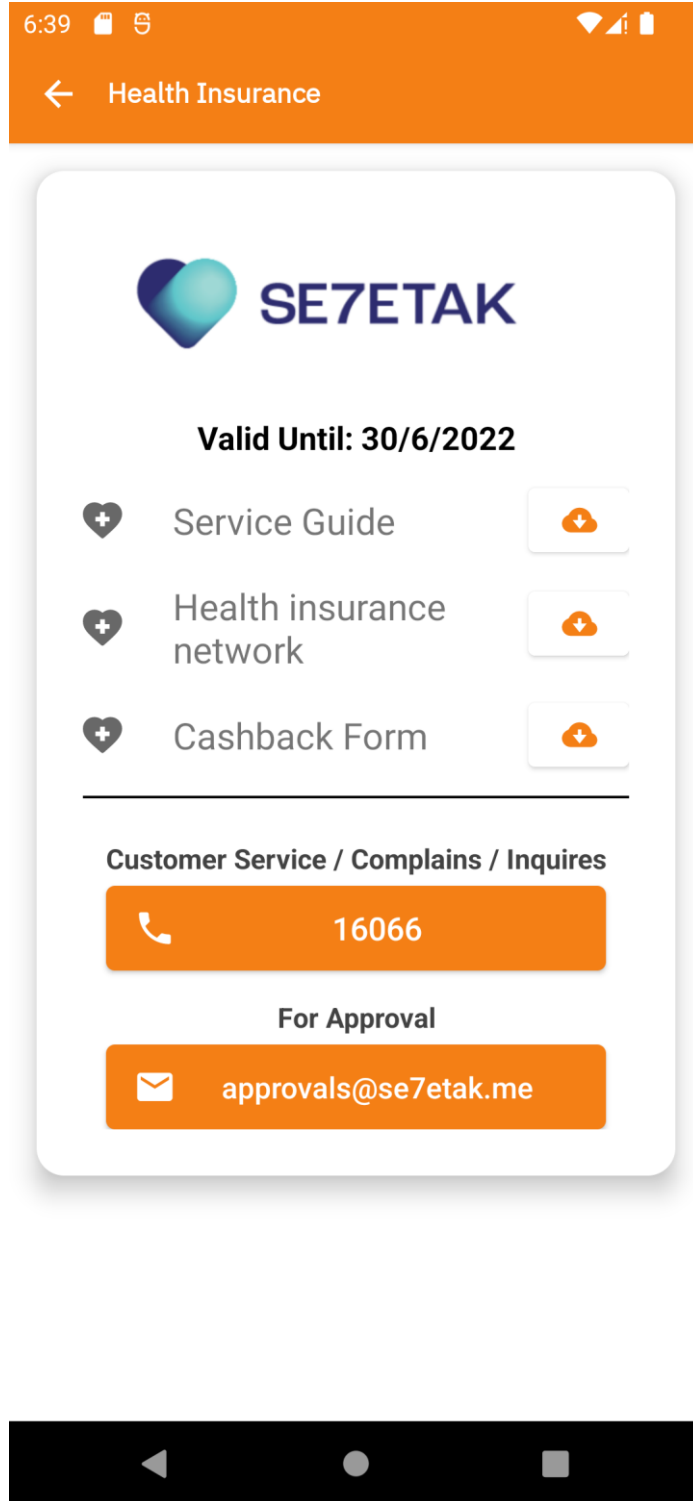 6:39
Health Insurance
SE7ETAK
Valid Until: 30/6/2022
Service Guide
Health insurance
network
Cashback Form
Customer Service / Complains / Inquires
16066
For Approval
approvals@se7etak.me